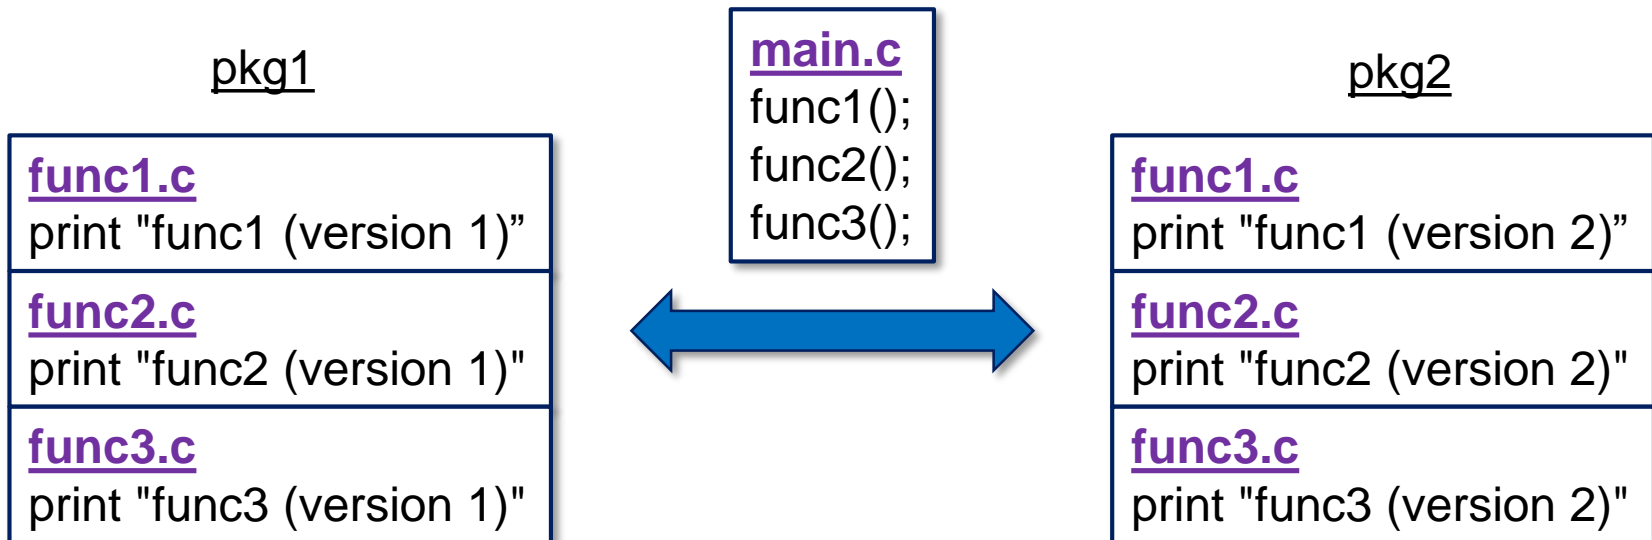 pkg1
func1.c
print "func1 (version 1)”
func2.c
print "func2 (version 1)"
func3.c
print "func3 (version 1)"
main.c
func1();
func2();
func3();
pkg2
func1.c
print "func1 (version 2)”
func2.c
print "func2 (version 2)"
func3.c
print "func3 (version 2)"